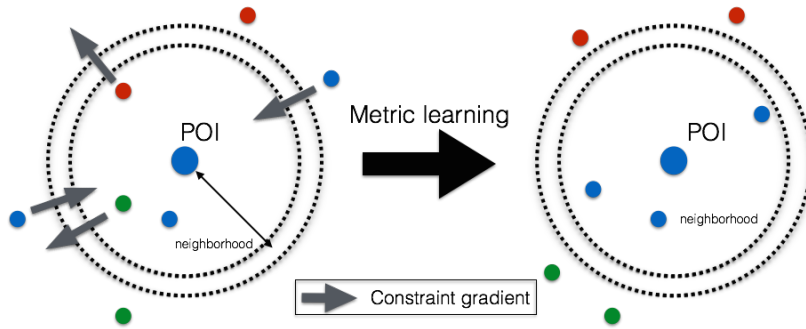 POI
neighborhood
Metric learning
POI
neighborhood
Constraint gradient